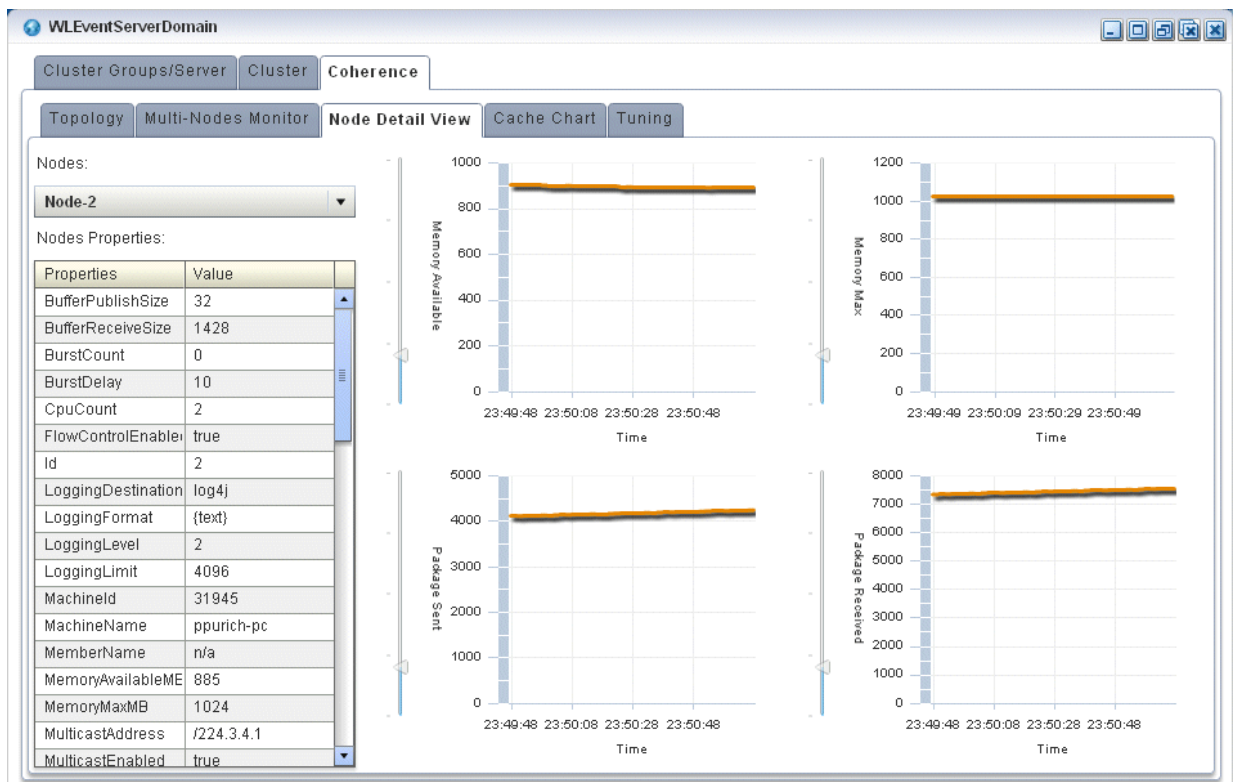 WLEventServerDomain
Cluster Groups/Server Cluster Coherence
Topology Multi-Nodes Monitor Node Detail View Cache Chart Tuning
Nodes:
Node-2
Nodes Properties:
Properties Value
BufferPublishSize 32
BufferReceiveSize 1428
BurstCount 0
BurstDelay 10
CpuCount 2
FlowControlEnable true
Id 2
LoggingDestination log4j
LoggingFormat {text}
LoggingLevel 2
LoggingLimit 4096
MachineId 31945
MachineName ppurich-pc
MemberName n/a
MemoryAvailableME 885
MemoryMaxMB 1024
MulticastAddress /224.3.4.1
MulticastEnabled true
1000
800
600
400
200
0
Memory Available
23:49:48 23:50:08 23:50:28 23:50:48
Time
1200
1000
800
600
400
200
0
Memory Max
23:49:49 23:50:09 23:50:29 23:50:49
Time
5000
4000
3000
2000
1000
0
Package Sent
23:49:48 23:50:08 23:50:28 23:50:48
Time
8000
7000
6000
5000
4000
3000
2000
1000
0
Package Received
23:49:48 23:50:08 23:50:28 23:50:48
Time